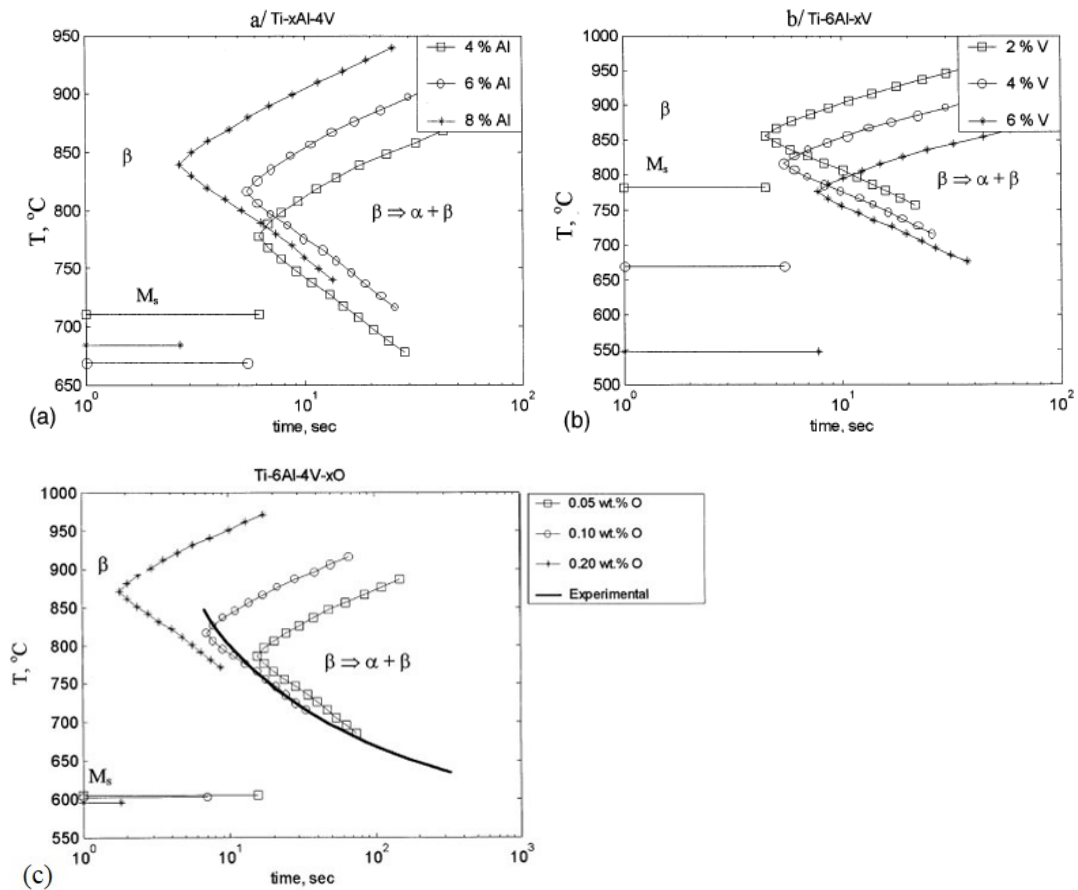 a/ Ti-xAl-4V
950
900
850
800
750
700
650
T, °C
4 % Al
6 % Al
8 % Al
β
β ⇒ α + β
Mₛ
10⁰
10¹
10²
time, sec
(a)
b/ Ti-6Al-xV
1000
950
900
850
800
750
700
650
600
550
500
T, °C
2 % V
4 % V
6 % V
β
Mₛ
β ⇒ α + β
10⁰
10¹
10²
time, sec
(b)
Ti-6Al-4V-xO
1000
950
900
850
800
750
700
650
600
550
T, °C
β
β ⇒ α + β
Mₛ
10⁰
10¹
10²
10³
time, sec
(c)
0.05 wt.% O
0.10 wt.% O
0.20 wt.% O
Experimental